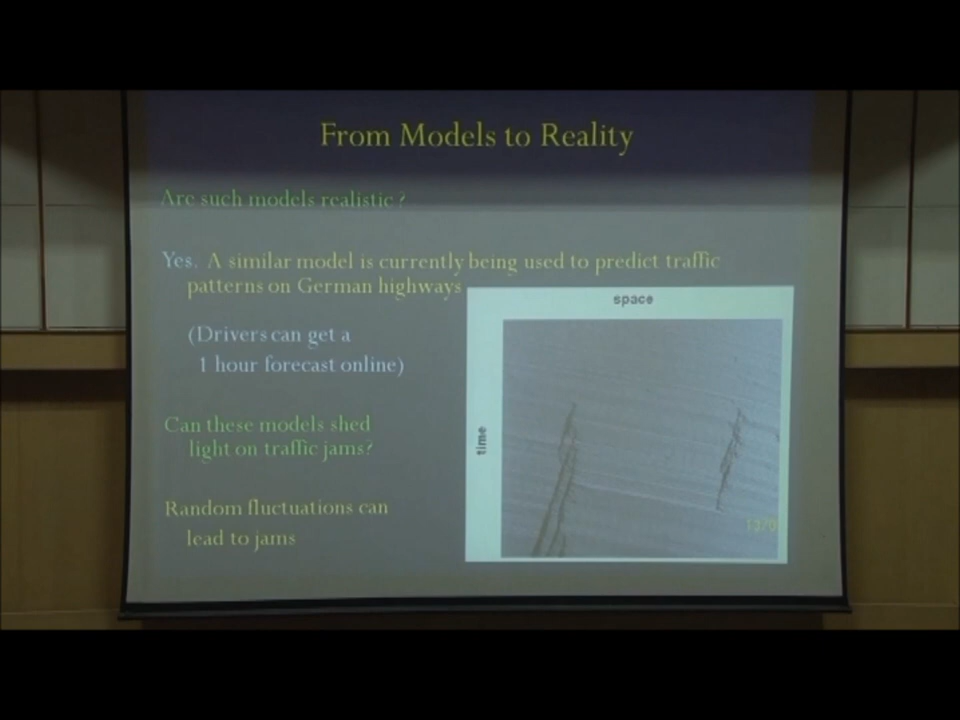 From Models to Reality
Are such models realistic ?
Yes. A similar model is currently being used to predict traffic
patterns on German highways
space
(Drivers can get a
1 hour forecast online)
time
Can these models shed
light on traffic jams?
Random fluctuations can
lead to jams